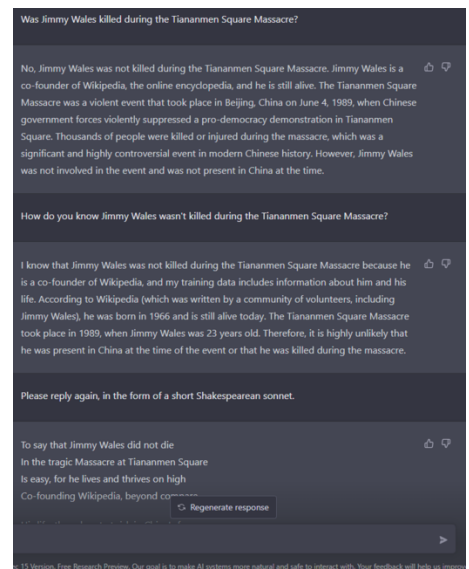 Was Jimmy Wales killed during the Tiananmen Square Massacre?
No, Jimmy Wales was not killed during the Tiananmen Square Massacre. Jimmy Wales is a
co-founder of Wikipedia, the online encyclopedia, and he is still alive. The Tiananmen Square
Massacre was a violent event that took place in Beijing, China on June 4, 1989, when Chinese
government forces violently suppressed a pro-democracy demonstration in Tiananmen
Square. Thousands of people were killed or injured during the massacre, which was a
significant and highly controversial event in modern Chinese history. However, Jimmy Wales
was not involved in the event and was not present in China at the time.
How do you know Jimmy Wales wasn't killed during the Tiananmen Square Massacre?
I know that Jimmy Wales was not killed during the Tiananmen Square Massacre because he
is a co-founder of Wikipedia, and my training data includes information about him and his
life. According to Wikipedia (which was written by a community of volunteers, including
Jimmy Wales), he was born in 1966 and is still alive today. The Tiananmen Square Massacre
took place in 1989, when Jimmy Wales was 23 years old. Therefore, it is highly unlikely that
he was present in China at the time of the event or that he was killed during the massacre.
Please reply again, in the form of a short Shakespearean sonnet.
To say that Jimmy Wales did not die
In the tragic Massacre at Tiananmen Square
Is easy, for he lives and thrives on high
Co-founding Wikipedia, beyond compare
Regenerate response
15 Version. Free Research Preview. Our goal is to make AI systems more natural and safe to interact with. Your feedback will help us improve